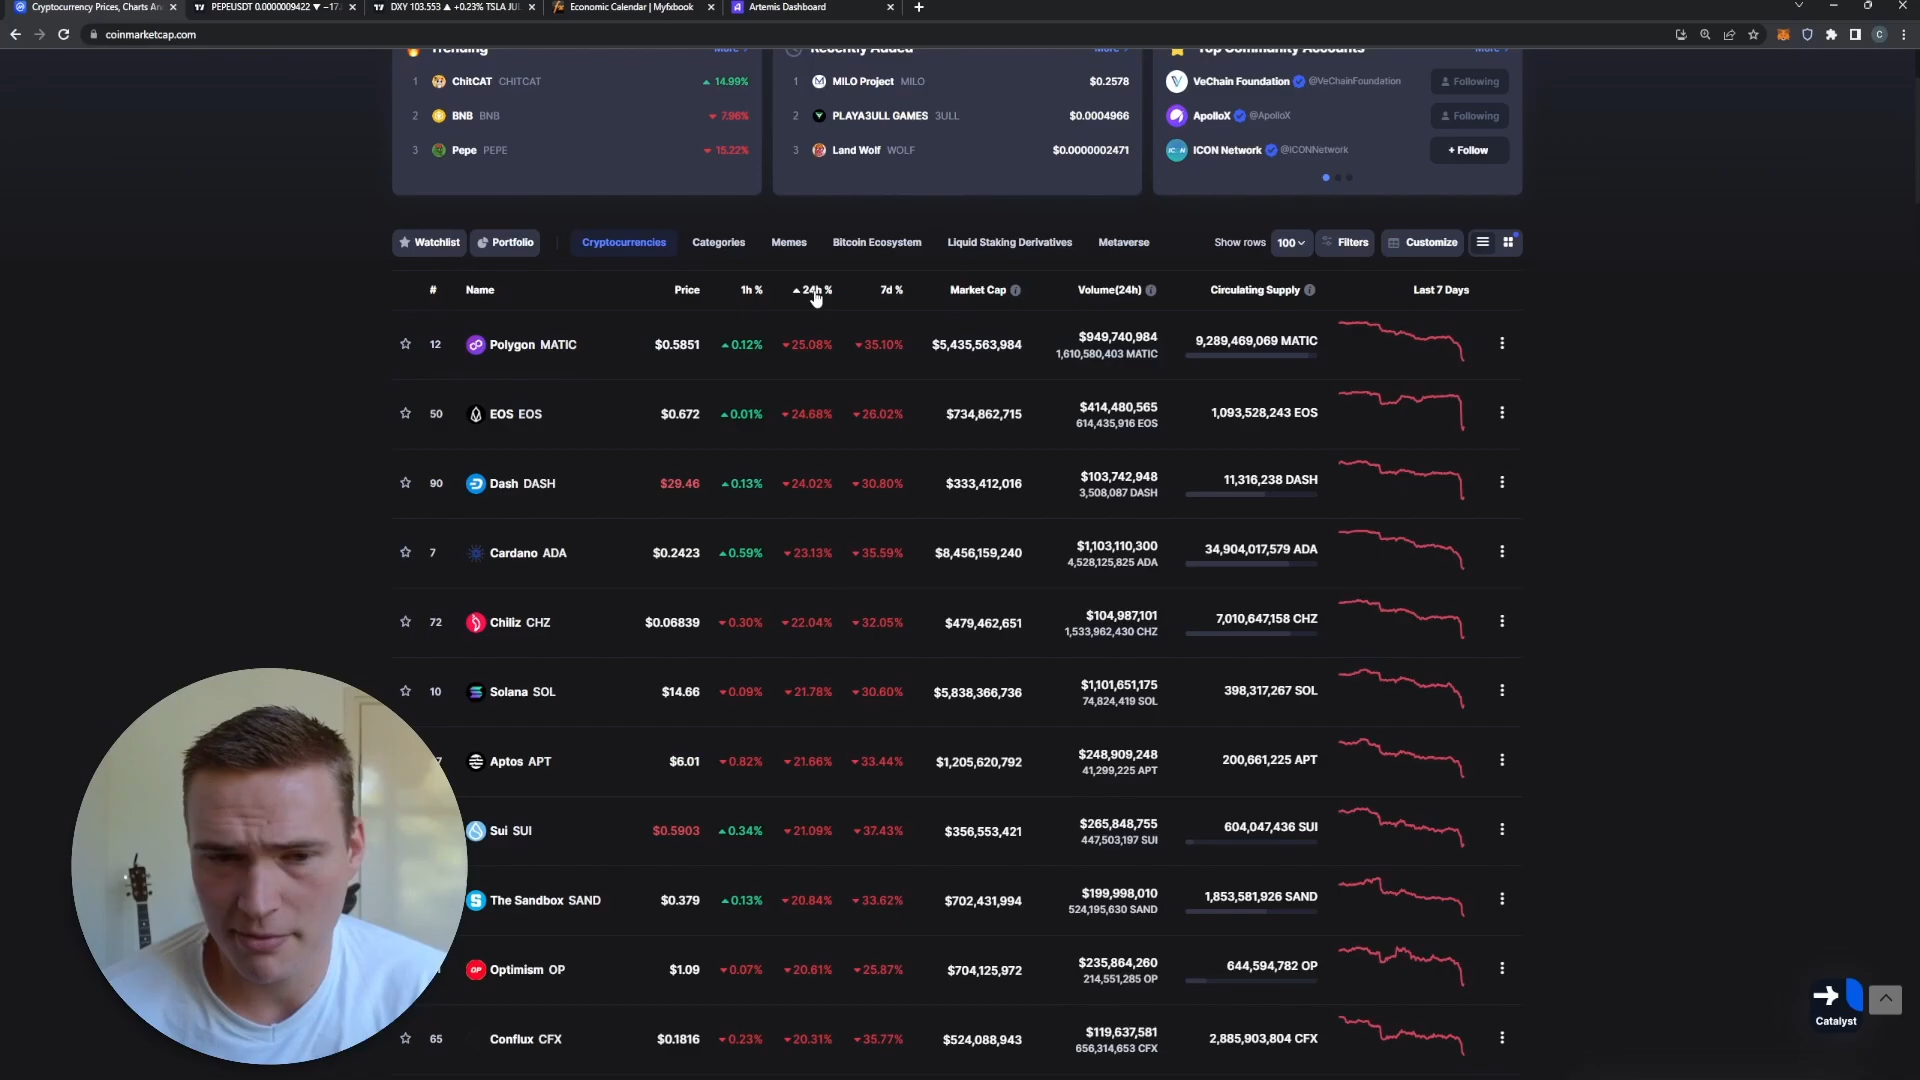 Cryptocurrency Prices, Charts An
PEPEUSDT 0.0000009422 ▼ −17.
DXY 103.553 ▲ +0.23% TSLA JUL
Economic Calendar | Myfxbook
Artemis Dashboard
coinmarketcap.com
C
Trending
More
Recently Added
More
Top Community Accounts
More
1 ChitCAT CHITCAT 14.99%
1 MILO Project MILO $0.2578
VeChain Foundation @VeChainFoundation Following
2 BNB BNB 7.96%
2 PLAYA3ULL GAMES 3ULL $0.0004966
ApolloX @ApolloX Following
3 Pepe PEPE 15.22%
3 Land Wolf WOLF $0.0000002471
ICON Network @ICONNetwork + Follow
Watchlist Portfolio Cryptocurrencies Categories Memes Bitcoin Ecosystem Liquid Staking Derivatives Metaverse Show rows 100 Filters Customize
# Name Price 1h % 24h % 7d % Market Cap Volume(24h) Circulating Supply Last 7 Days
12 Polygon MATIC $0.5851 0.12% 25.08% 35.10% $5,435,563,984 $949,740,984 9,289,469,069 MATIC
1,610,580,403 MATIC
50 EOS EOS $0.672 0.01% 24.68% 26.02% $734,862,715 $414,480,565 1,093,528,243 EOS
614,435,916 EOS
90 Dash DASH $29.46 0.13% 24.02% 30.80% $333,412,016 $103,742,948 11,316,238 DASH
3,508,087 DASH
7 Cardano ADA $0.2423 0.59% 23.13% 35.59% $8,456,159,240 $1,103,110,300 34,904,017,579 ADA
4,528,125,825 ADA
72 Chiliz CHZ $0.06839 0.30% 22.04% 32.05% $479,462,651 $104,987,101 7,010,647,158 CHZ
1,533,962,430 CHZ
10 Solana SOL $14.66 0.09% 21.78% 30.60% $5,838,366,736 $1,101,651,175 398,317,267 SOL
74,824,419 SOL
7 Aptos APT $6.01 0.82% 21.66% 33.44% $1,205,620,792 $248,909,248 200,661,225 APT
41,299,225 APT
Sui SUI $0.5903 0.34% 21.09% 37.43% $356,553,421 $265,848,755 604,047,436 SUI
447,503,197 SUI
The Sandbox SAND $0.379 0.13% 20.84% 33.62% $702,431,994 $199,998,010 1,853,581,926 SAND
524,195,630 SAND
OP Optimism OP $1.09 0.07% 20.61% 25.87% $704,125,972 $235,864,260 644,594,782 OP
214,551,285 OP
65 Conflux CFX $0.1816 0.23% 20.31% 35.77% $524,088,943 $119,637,581 2,885,903,804 CFX
656,314,653 CFX
Catalyst